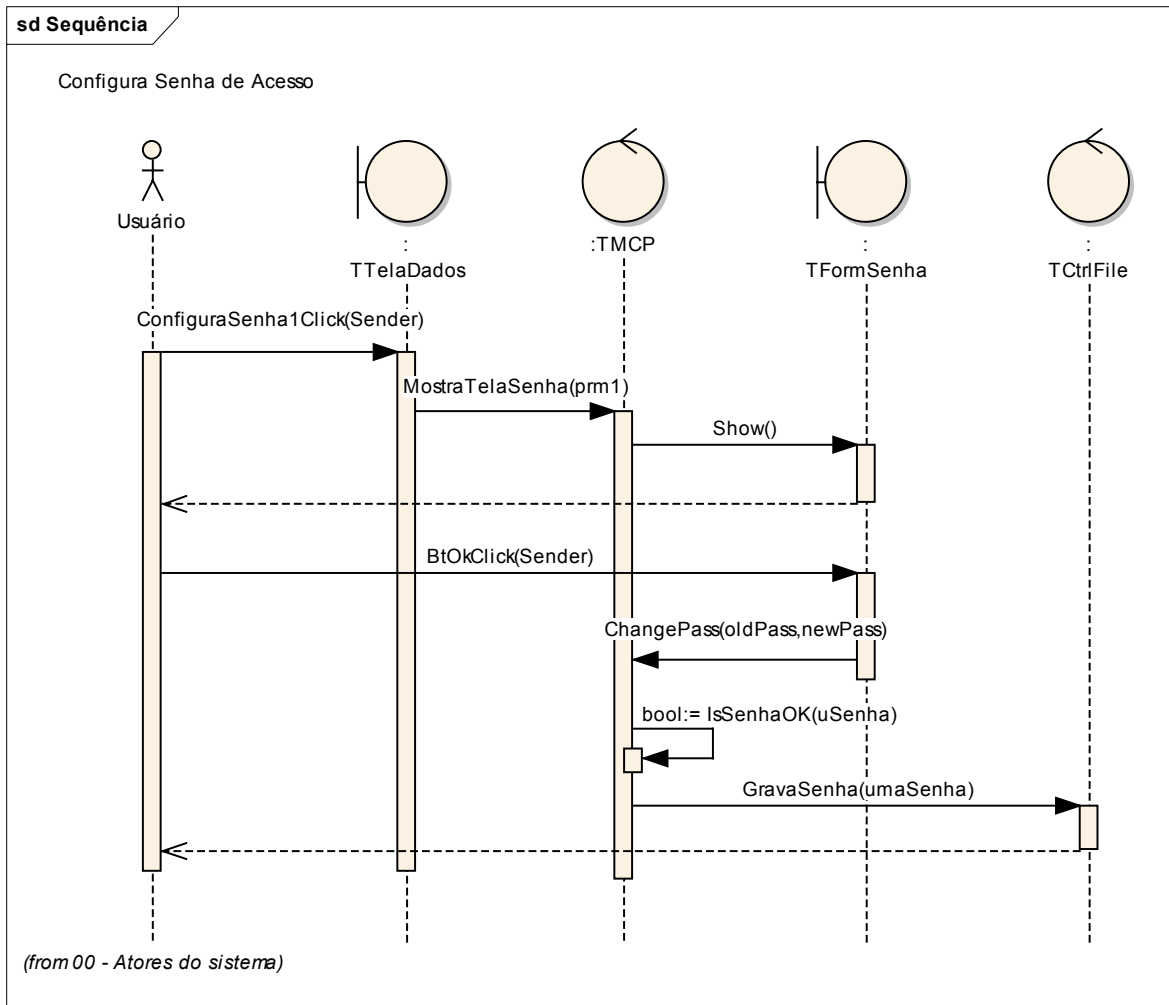 sd Sequência
Configura Senha de Acesso
Usuário
:
TTelaDados
:TMCP
:
TFormSenha
:
TCtrlFile
ConfiguraSenha1Click(Sender)
MostraTelaSenha(prm1)
Show()
BtOkClick(Sender)
ChangePass(oldPass,newPass)
bool:= IsSenhaOK(uSenha)
GravaSenha(umaSenha)
(from 00 - Atores do sistema)